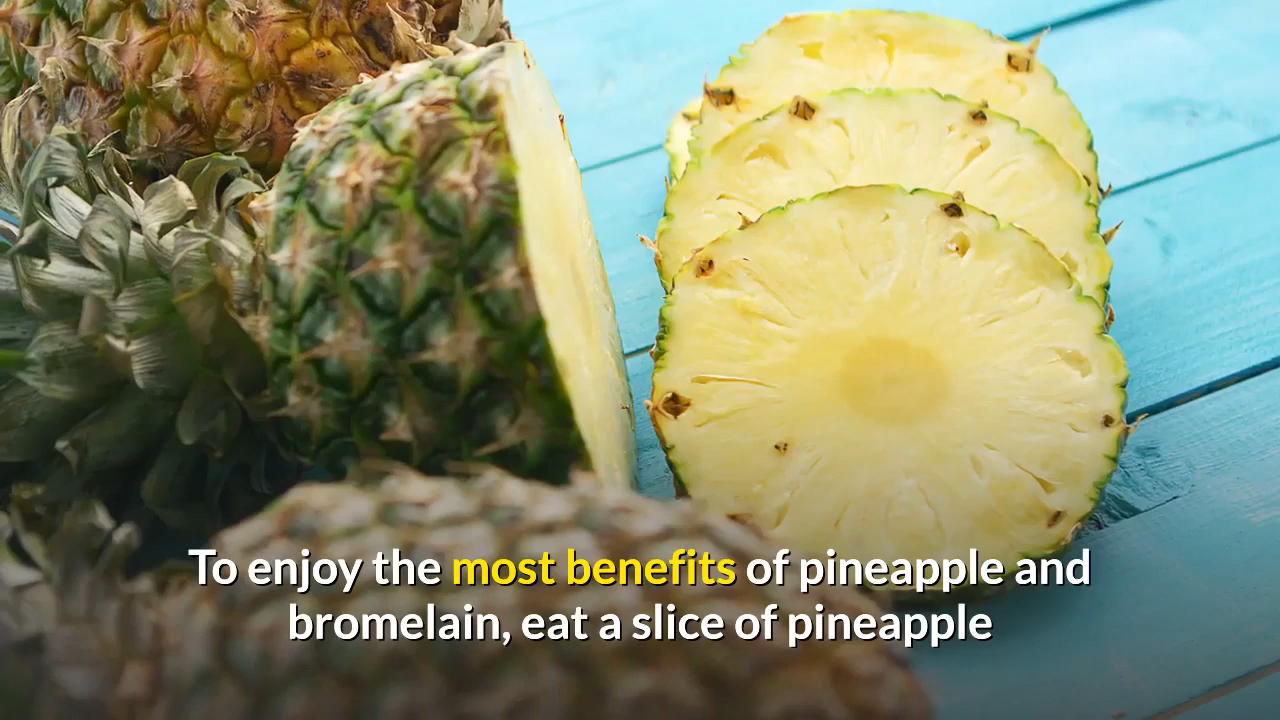 To enjoy the most benefits of pineapple and
bromelain, eat a slice of pineapple